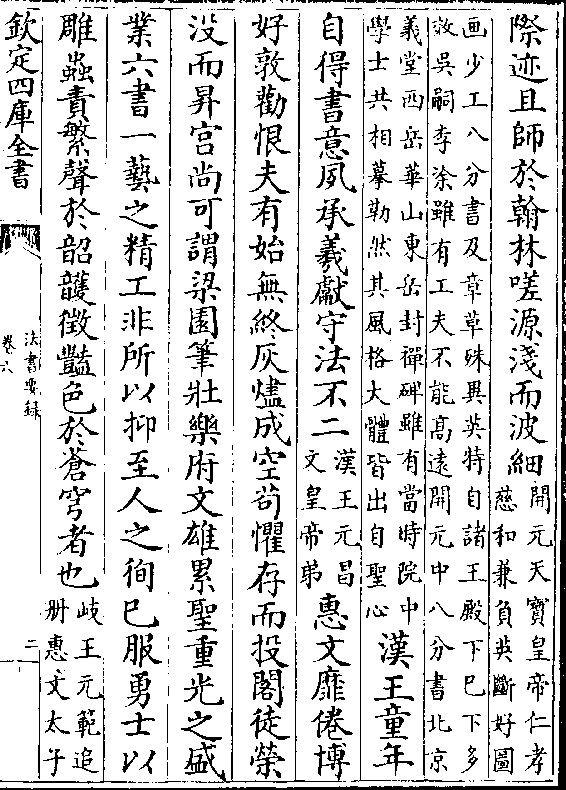 際迹且師於翰林嗟源淺而波細
開元天寶皇帝仁孝
慈和兼負英斷好圖
画少工八分書及章草殊異英特自諸王殿下巳下多
效吳嗣李涂雖有工夫不能髙遠開元中八分書北京
義堂西岳華山東岳封禪碑雖有當時院中
學士共相摹勒然其風格大體皆出自聖心
漢王童年
自得書意夙承羲獻守法不二
漢王元昌
文皇帝弟
惠文靡倦博
好敦勸恨夫有始無終灰燼成空茍懼存而投閣徒榮
没而昇宫尚可謂梁園筆壯樂府文雄累聖重光之盛
業六書一藝之精工非所以抑至人之徇巳服勇士以
雕蟲責繁聲於韶頀徵豔色於蒼穹者也
岐王元範追
册惠文太子
欽定四庫全書
法書要録
卷六
二